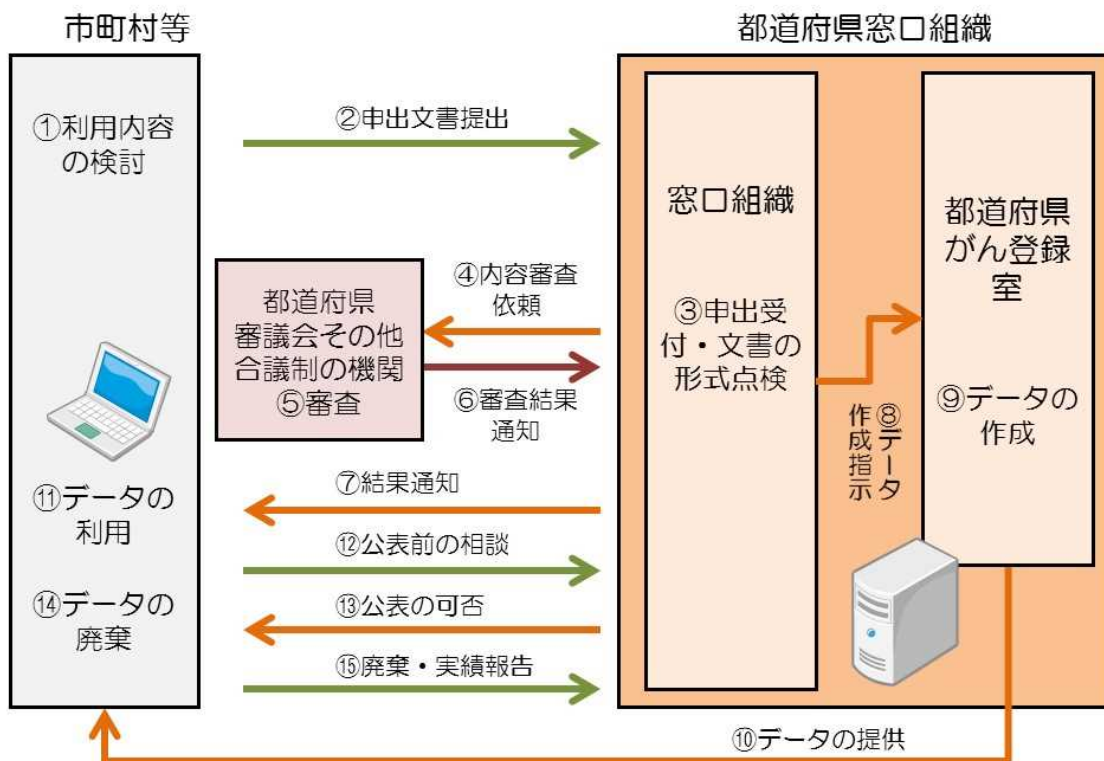 市町村等
都道府県窓口組織
①利用内容
の検討
②申出文書提出
窓口組織
③申出受
付・文書の
形式点検
都道府県
がん登録
室
④内容審査
依頼
都道府県
審議会その他
合議制の機関
⑤審査
⑥審査結果
通知
⑦結果通知
⑧データ
作成指示
⑨データの
作成
⑩データの提供
⑪データの
利用
⑫公表前の相談
⑬公表の可否
⑭データの
廃棄
⑮廃棄・実績報告